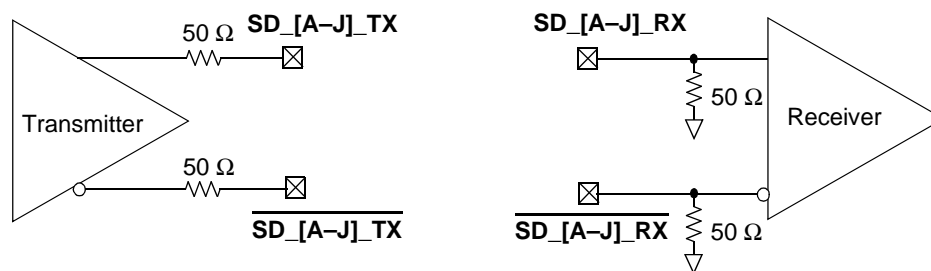 SD_[A–J]_TX
50 Ω
Transmitter
50 Ω
SD_[A–J]_TX
SD_[A–J]_RX
50 Ω
Receiver
SD_[A–J]_RX
50 Ω